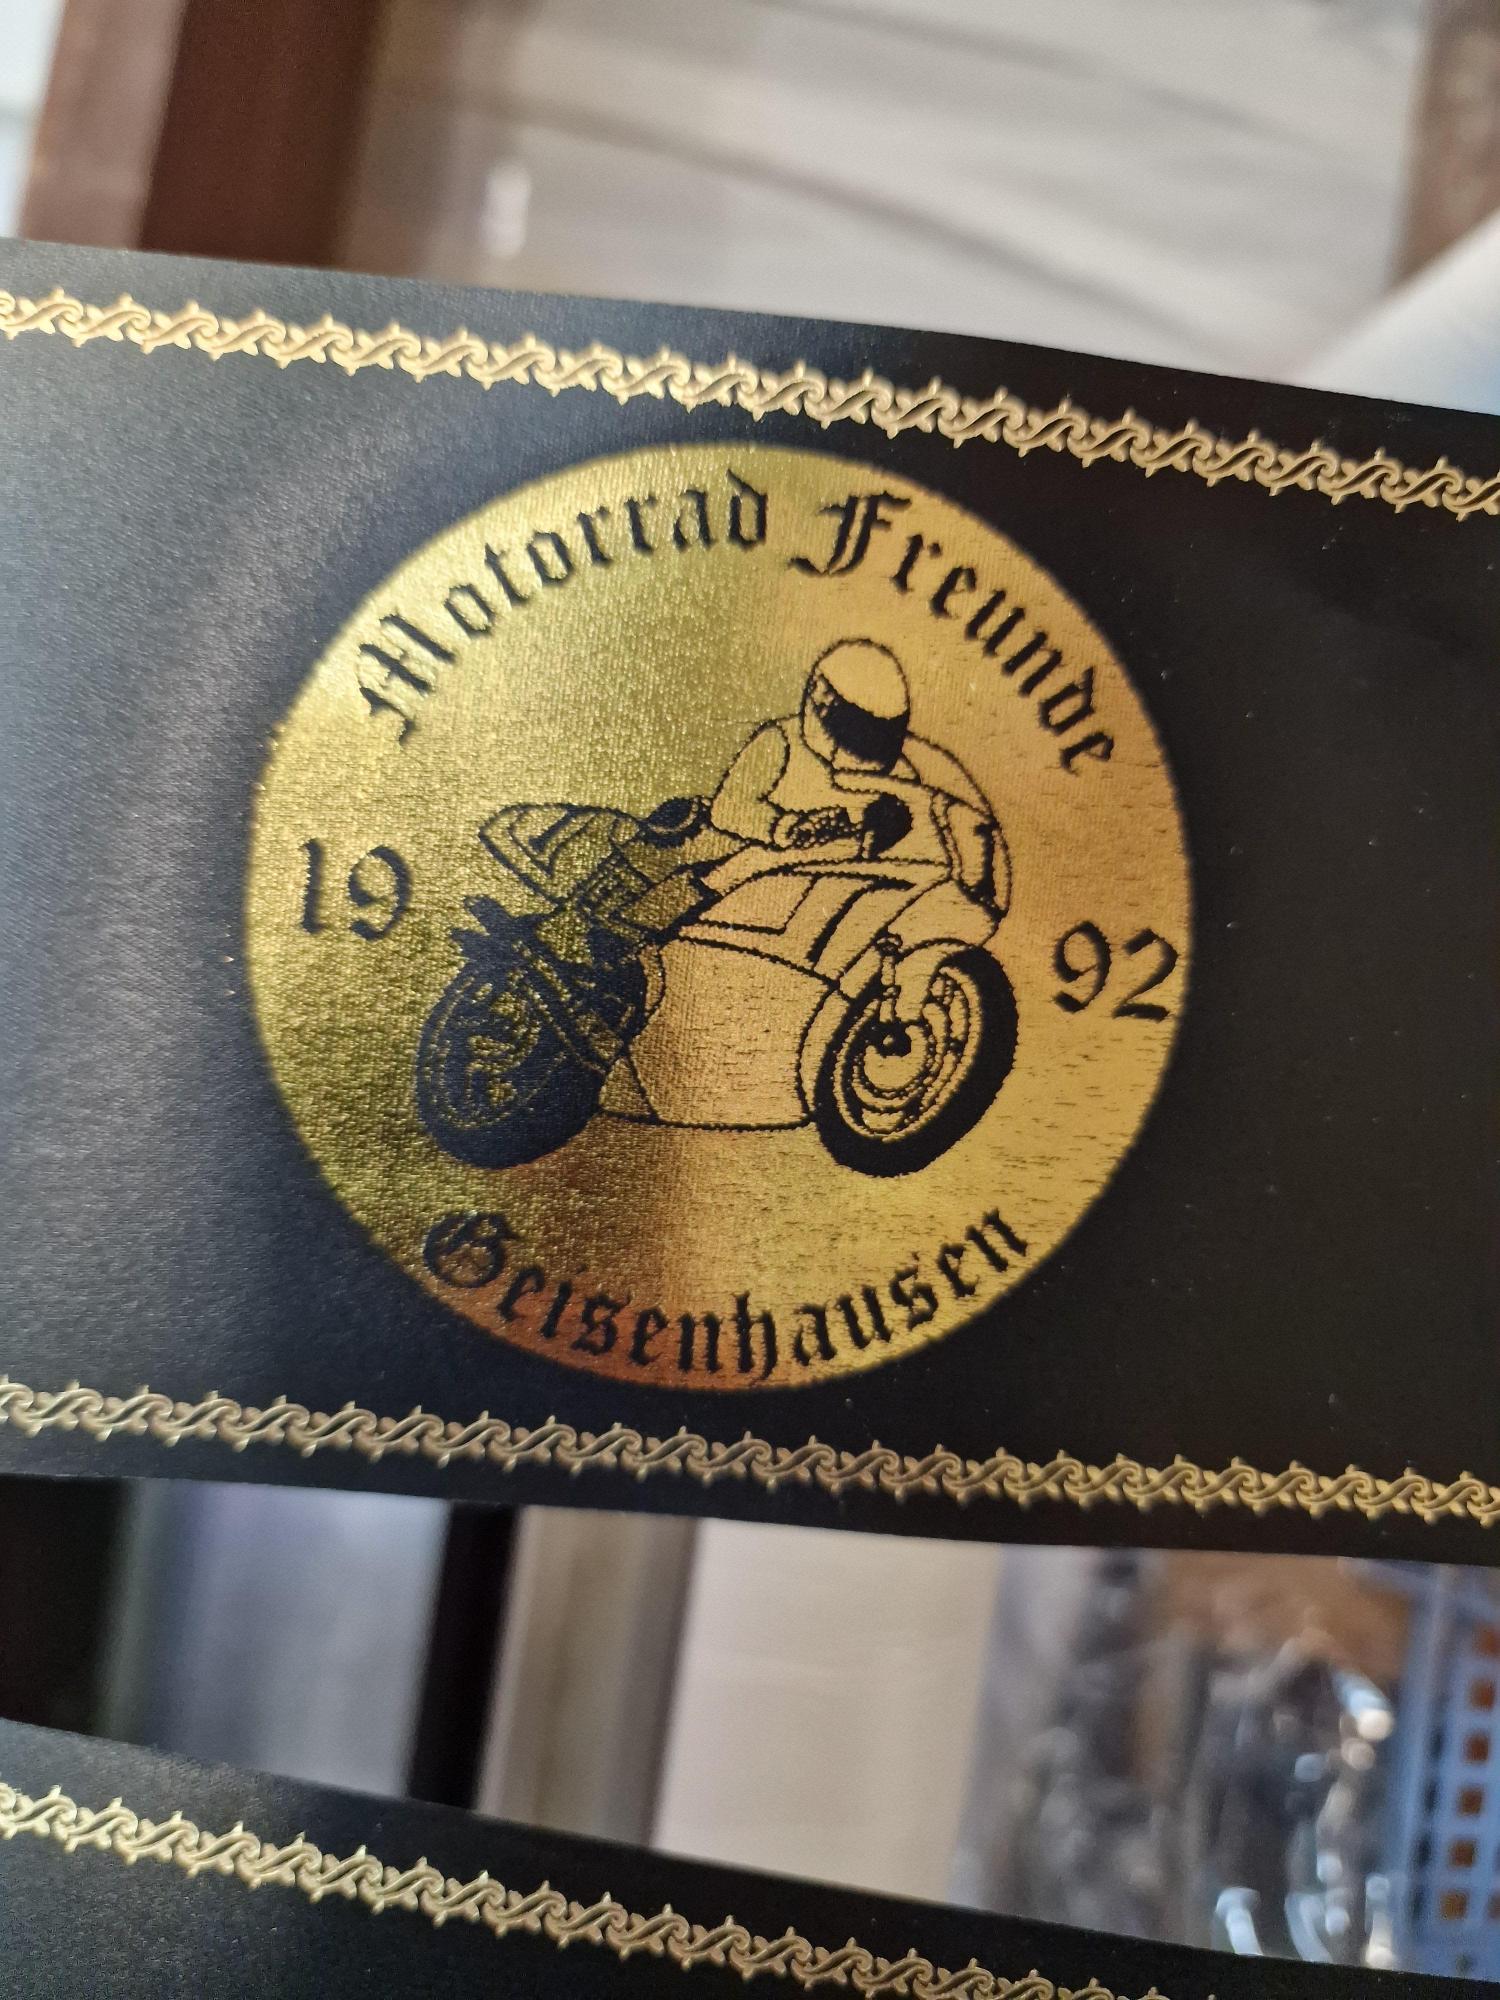 Motorrad Freunde
19 92
Geisenhausen